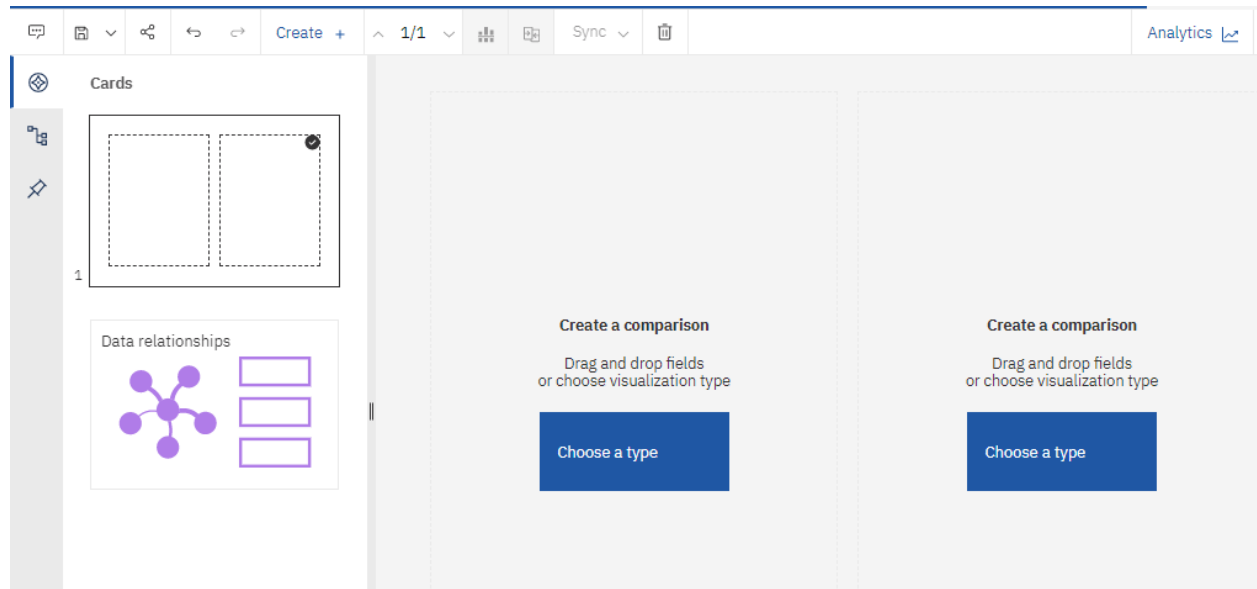 Create +
1/1
Sync
Analytics
Cards
1
Data relationships
Create a comparison
Drag and drop fields
or choose visualization type
Choose a type
Create a comparison
Drag and drop fields
or choose visualization type
Choose a type